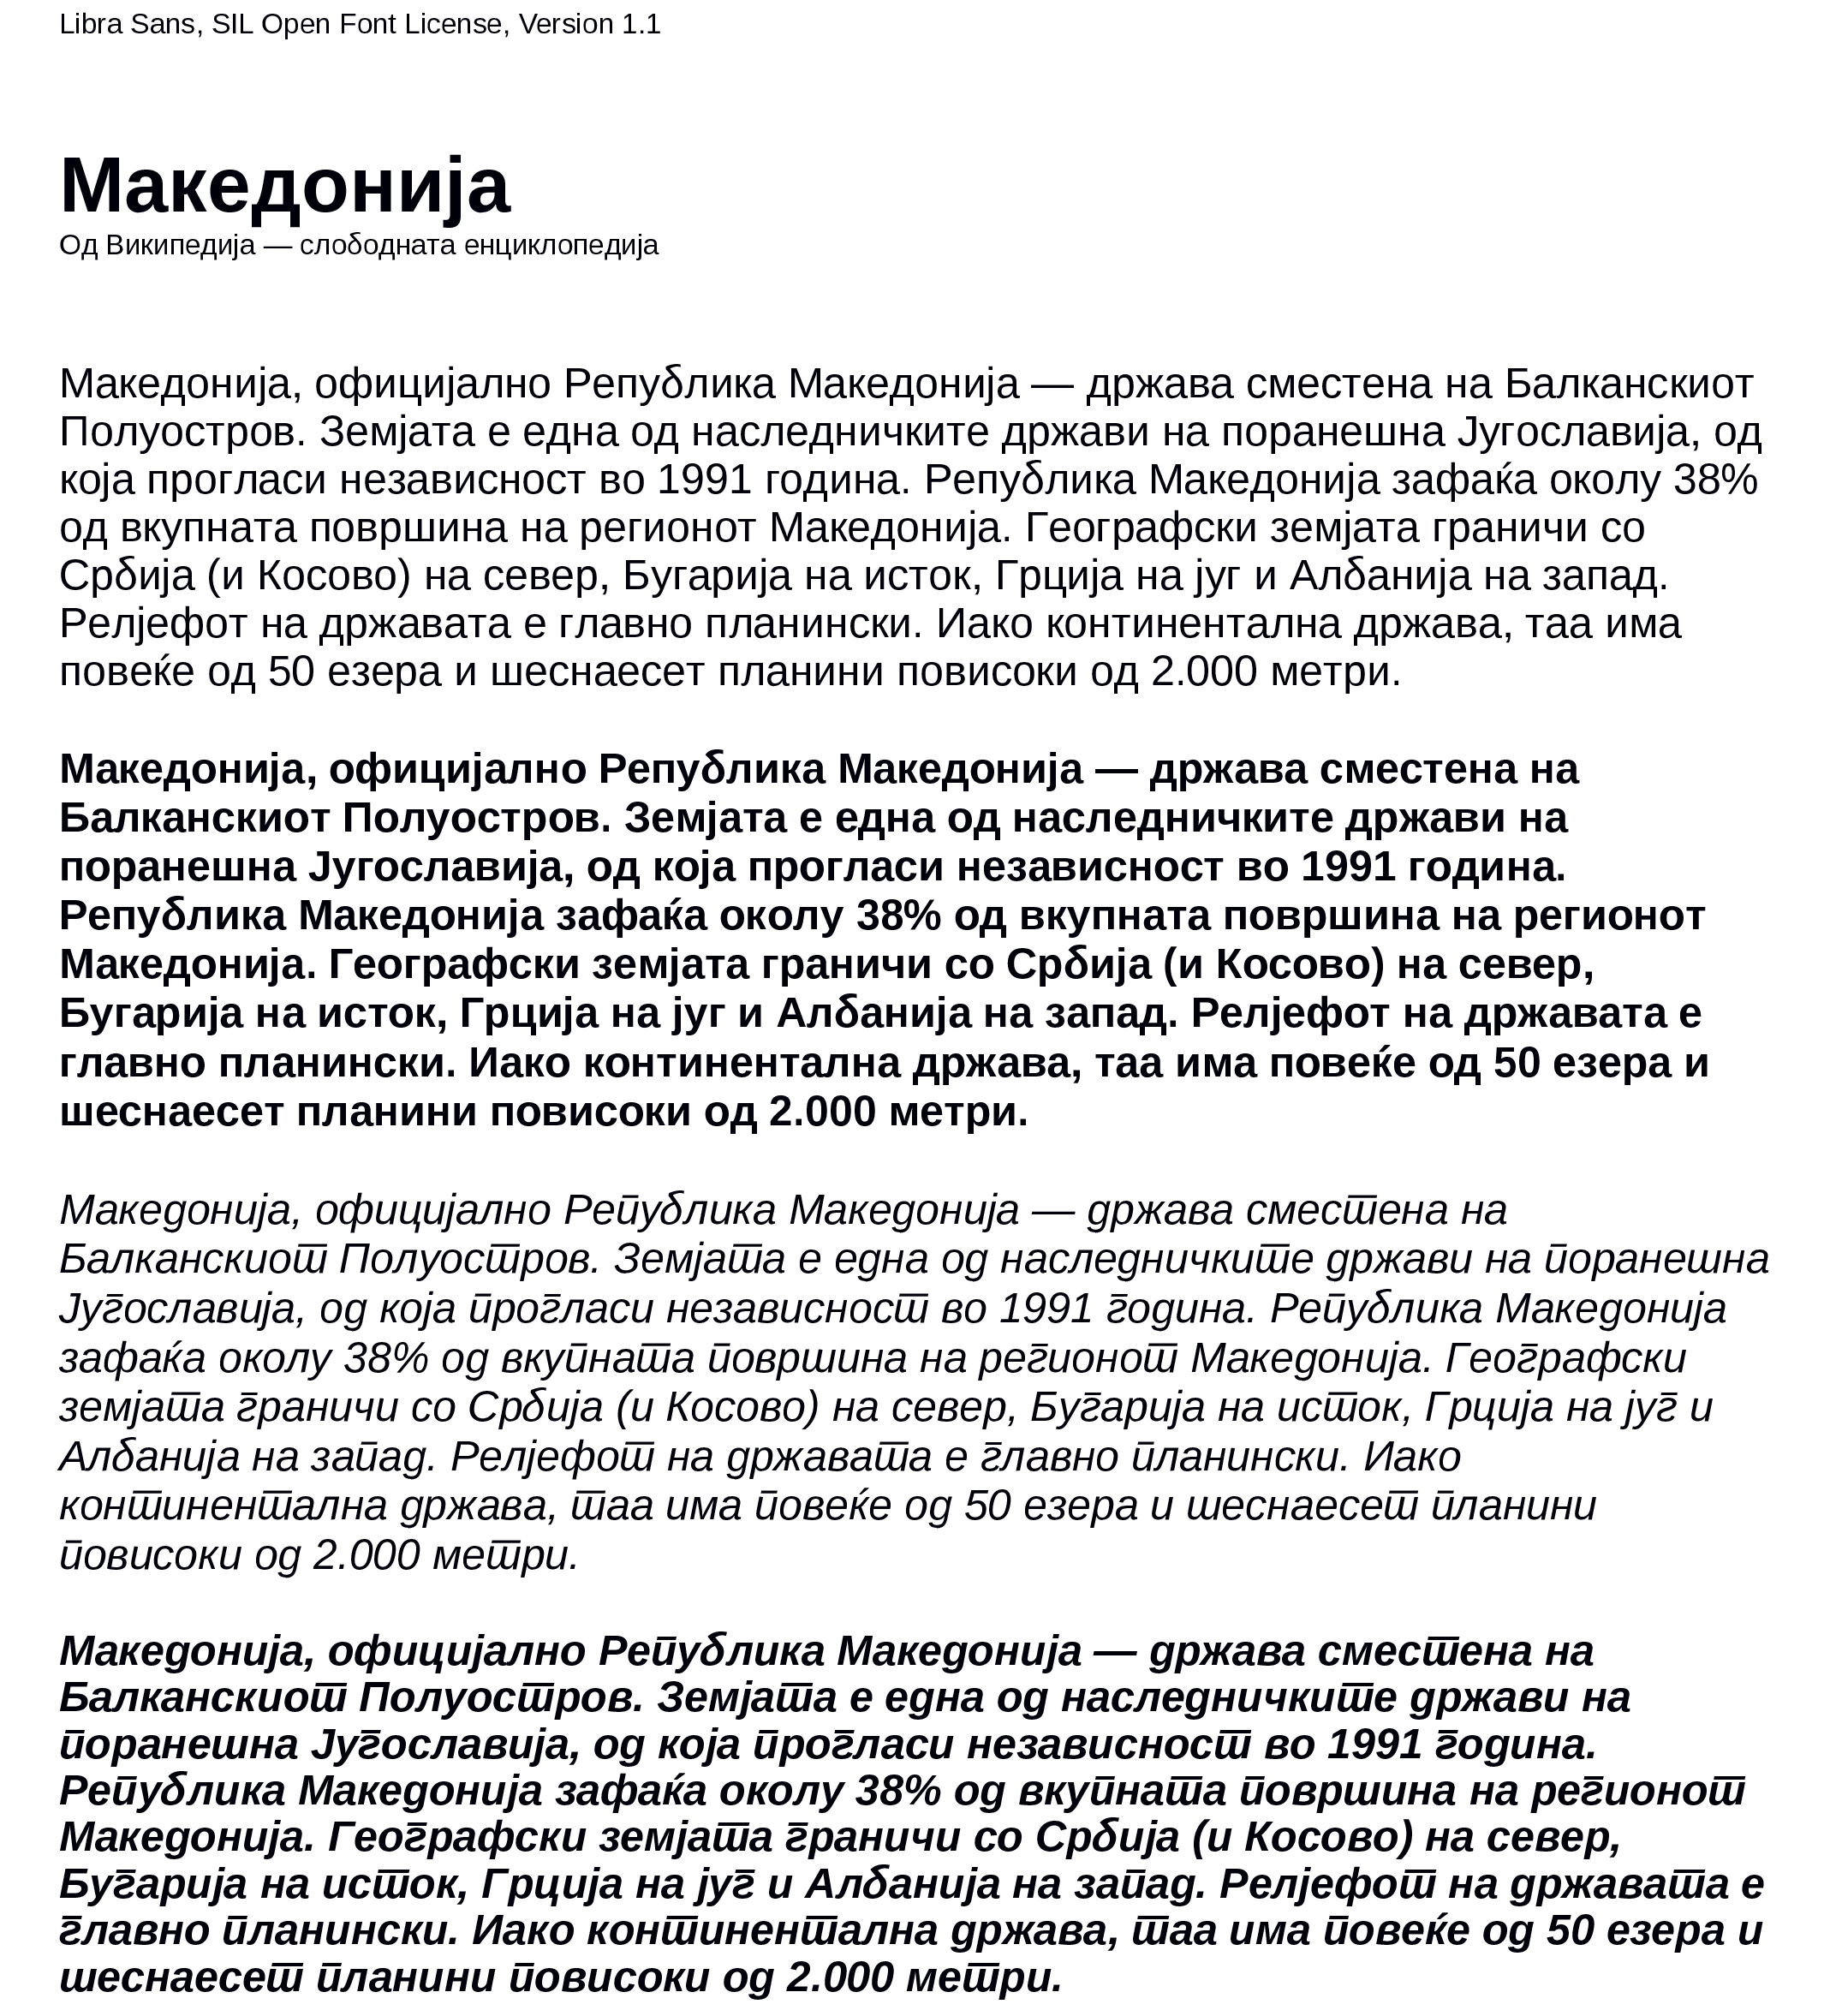 Libra Sans, SIL Open Font License, Version 1.1
Македонија
Од Википедија — слободната енциклопедија
Македонија, официјално Република Македонија — држава сместена на Балканскиот
Полуостров. Земјата е една од наследничките држави на поранешна Југославија, од
која прогласи независност во 1991 година. Република Македонија зафаќа околу 38%
од вкупната површина на регионот Македонија. Географски земјата граничи со
Србија (и Косово) на север, Бугарија на исток, Грција на југ и Албанија на запад.
Релјефот на државата е главно планински. Иако континентална држава, таа има
повеќе од 50 езера и шеснаесет планини повисоки од 2.000 метри.
Македонија, официјално Република Македонија — држава сместена на
Балканскиот Полуостров. Земјата е една од наследничките држави на
поранешна Југославија, од која прогласи независност во 1991 година.
Република Македонија зафаќа околу 38% од вкупната површина на регионот
Македонија. Географски земјата граничи со Србија (и Косово) на север,
Бугарија на исток, Грција на југ и Албанија на запад. Релјефот на државата е
главно планински. Иако континентална држава, таа има повеќе од 50 езера и
шеснаесет планини повисоки од 2.000 метри.
Македонија, официјално Република Македонија — држава сместена на
Балканскиот Полуостров. Земјата е една од наследничките држави на поранешна
Југославија, од која прогласи независност во 1991 година. Република Македонија
зафаќа околу 38% од вкупната површина на регионот Македонија. Географски
земјата граничи со Србија (и Косово) на север, Бугарија на исток, Грција на југ и
Албанија на запад. Релјефот на државата е главно планински. Иако
континентална држава, таа има повеќе од 50 езера и шеснаесет планини
повисоки од 2.000 метри.
Македонија, официјално Република Македонија — држава сместена на
Балканскиот Полуостров. Земјата е една од наследничките држави на
поранешна Југославија, од која прогласи независност во 1991 година.
Република Македонија зафаќа околу 38% од вкупната површина на регионот
Македонија. Географски земјата граничи со Србија (и Косово) на север,
Бугарија на исток, Грција на југ и Албанија на запад. Релјефот на државата е
главно планински. Иако континентална држава, таа има повеќе од 50 езера и
шеснаесет планини повисоки од 2.000 метри.